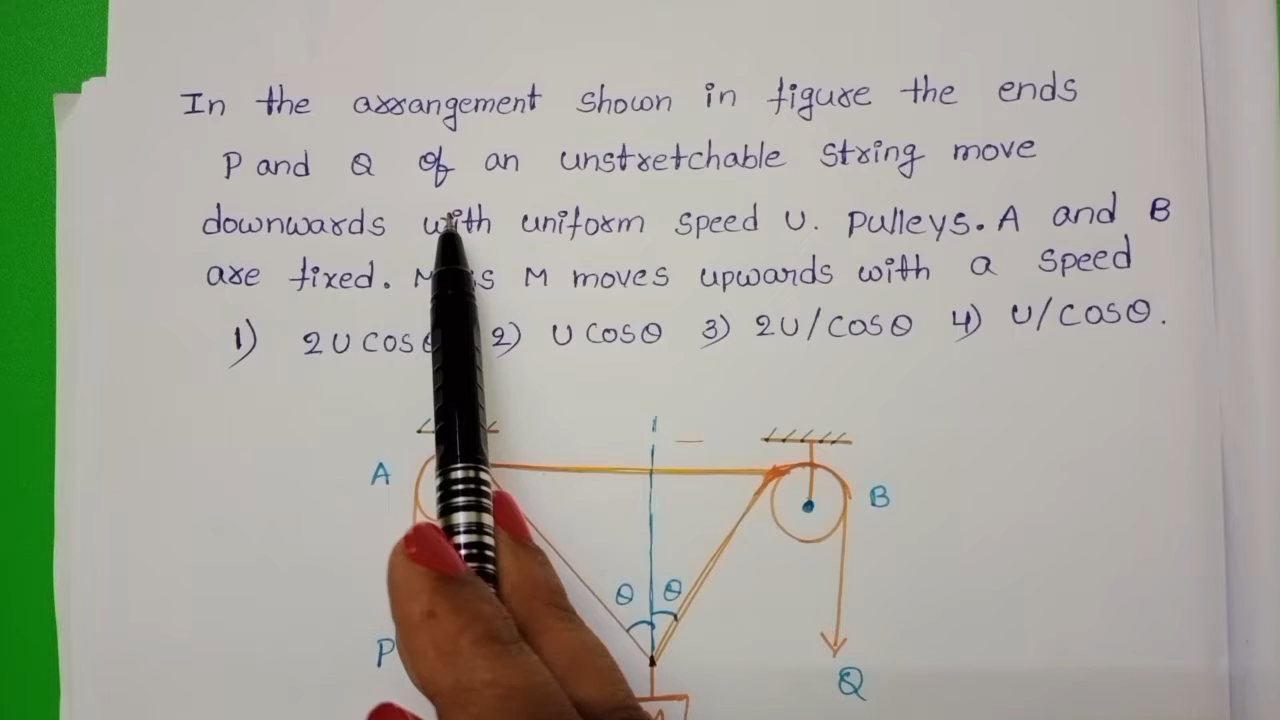 In the arrangement shown in figure the ends
P and Q of an unstretchable string move
downwards with uniform speed U. Pulleys. A and B
are fixed. M moves upwards with a speed
1) 2U cos 2) U cosθ 3) 2U/cosθ 4) U/cosθ.
A
B
θ θ
P
Q